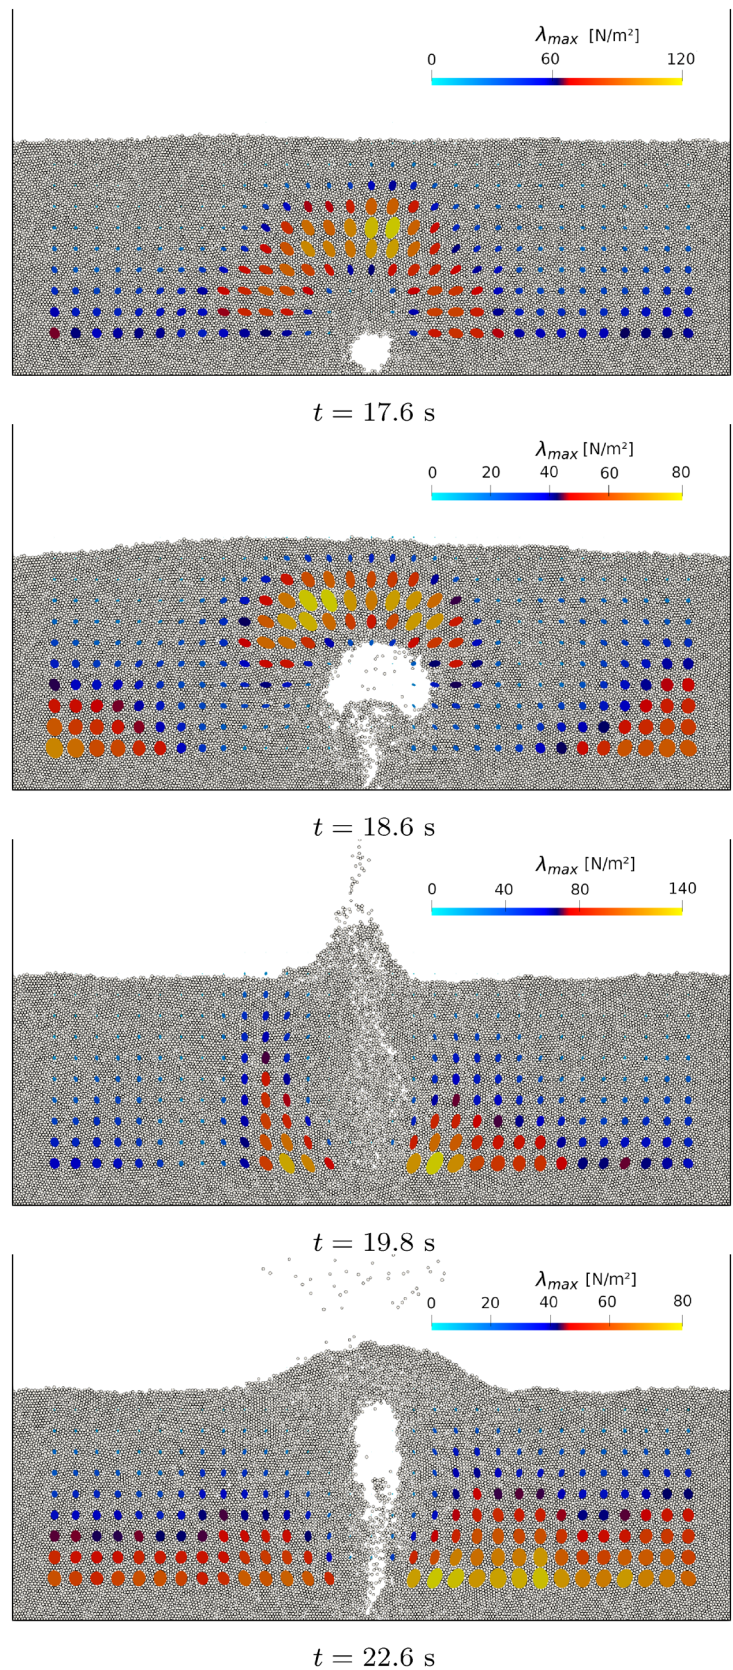 λmax [N/m²]
0 60 120
t = 17.6 s
λmax [N/m²]
0 20 40 60 80
t = 18.6 s
λmax [N/m²]
0 40 80 140
t = 19.8 s
λmax [N/m²]
0 20 40 60 80
t = 22.6 s